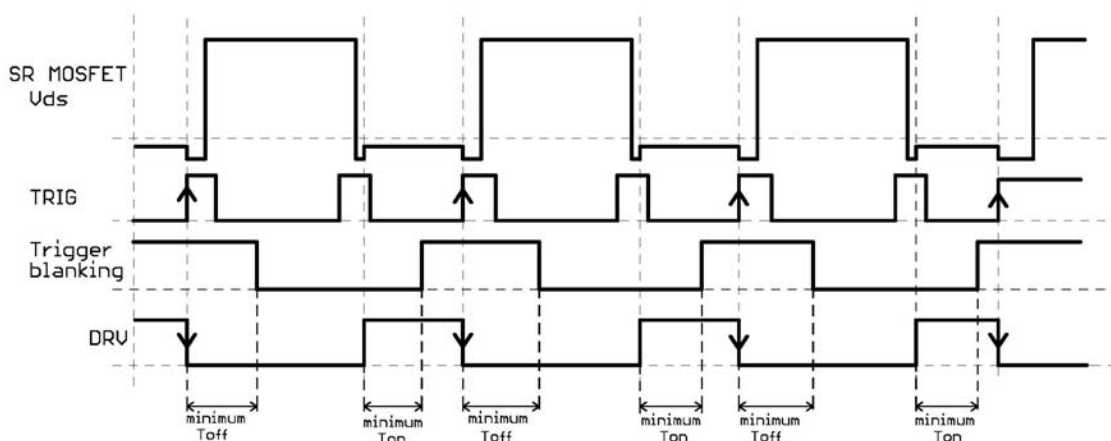 SR MOSFET
Vds
TRIG
Trigger
blanking
DRV
minimum
Toff
minimum
Ton
minimum
Toff
minimum
Ton
minimum
Toff
minimum
Ton